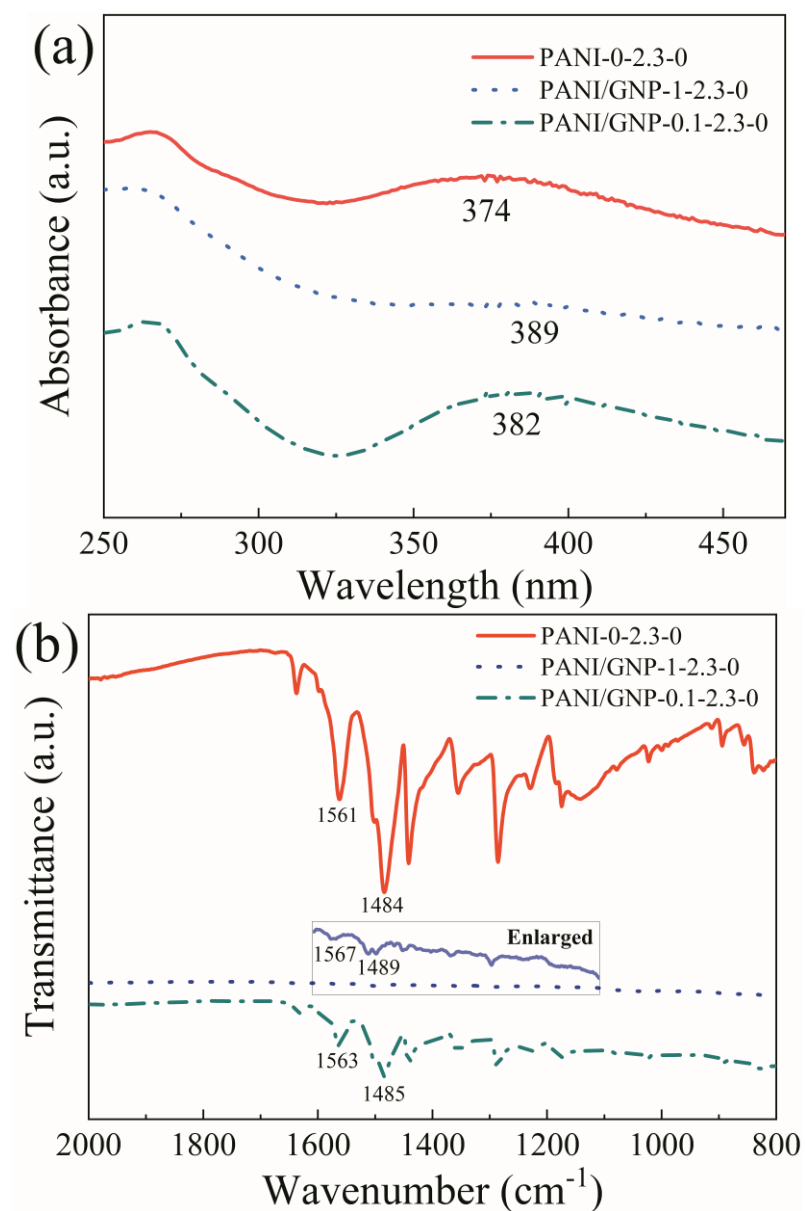 (a)
PANI-0-2.3-0
PANI/GNP-1-2.3-0
PANI/GNP-0.1-2.3-0
374
389
382
Absorbance (a.u.)
250 300 350 400 450
Wavelength (nm)
(b)
PANI-0-2.3-0
PANI/GNP-1-2.3-0
PANI/GNP-0.1-2.3-0
1561
1484
Enlarged
1567
1489
1563
1485
Transmittance (a.u.)
2000 1800 1600 1400 1200 1000 800
Wavenumber (cm⁻¹)